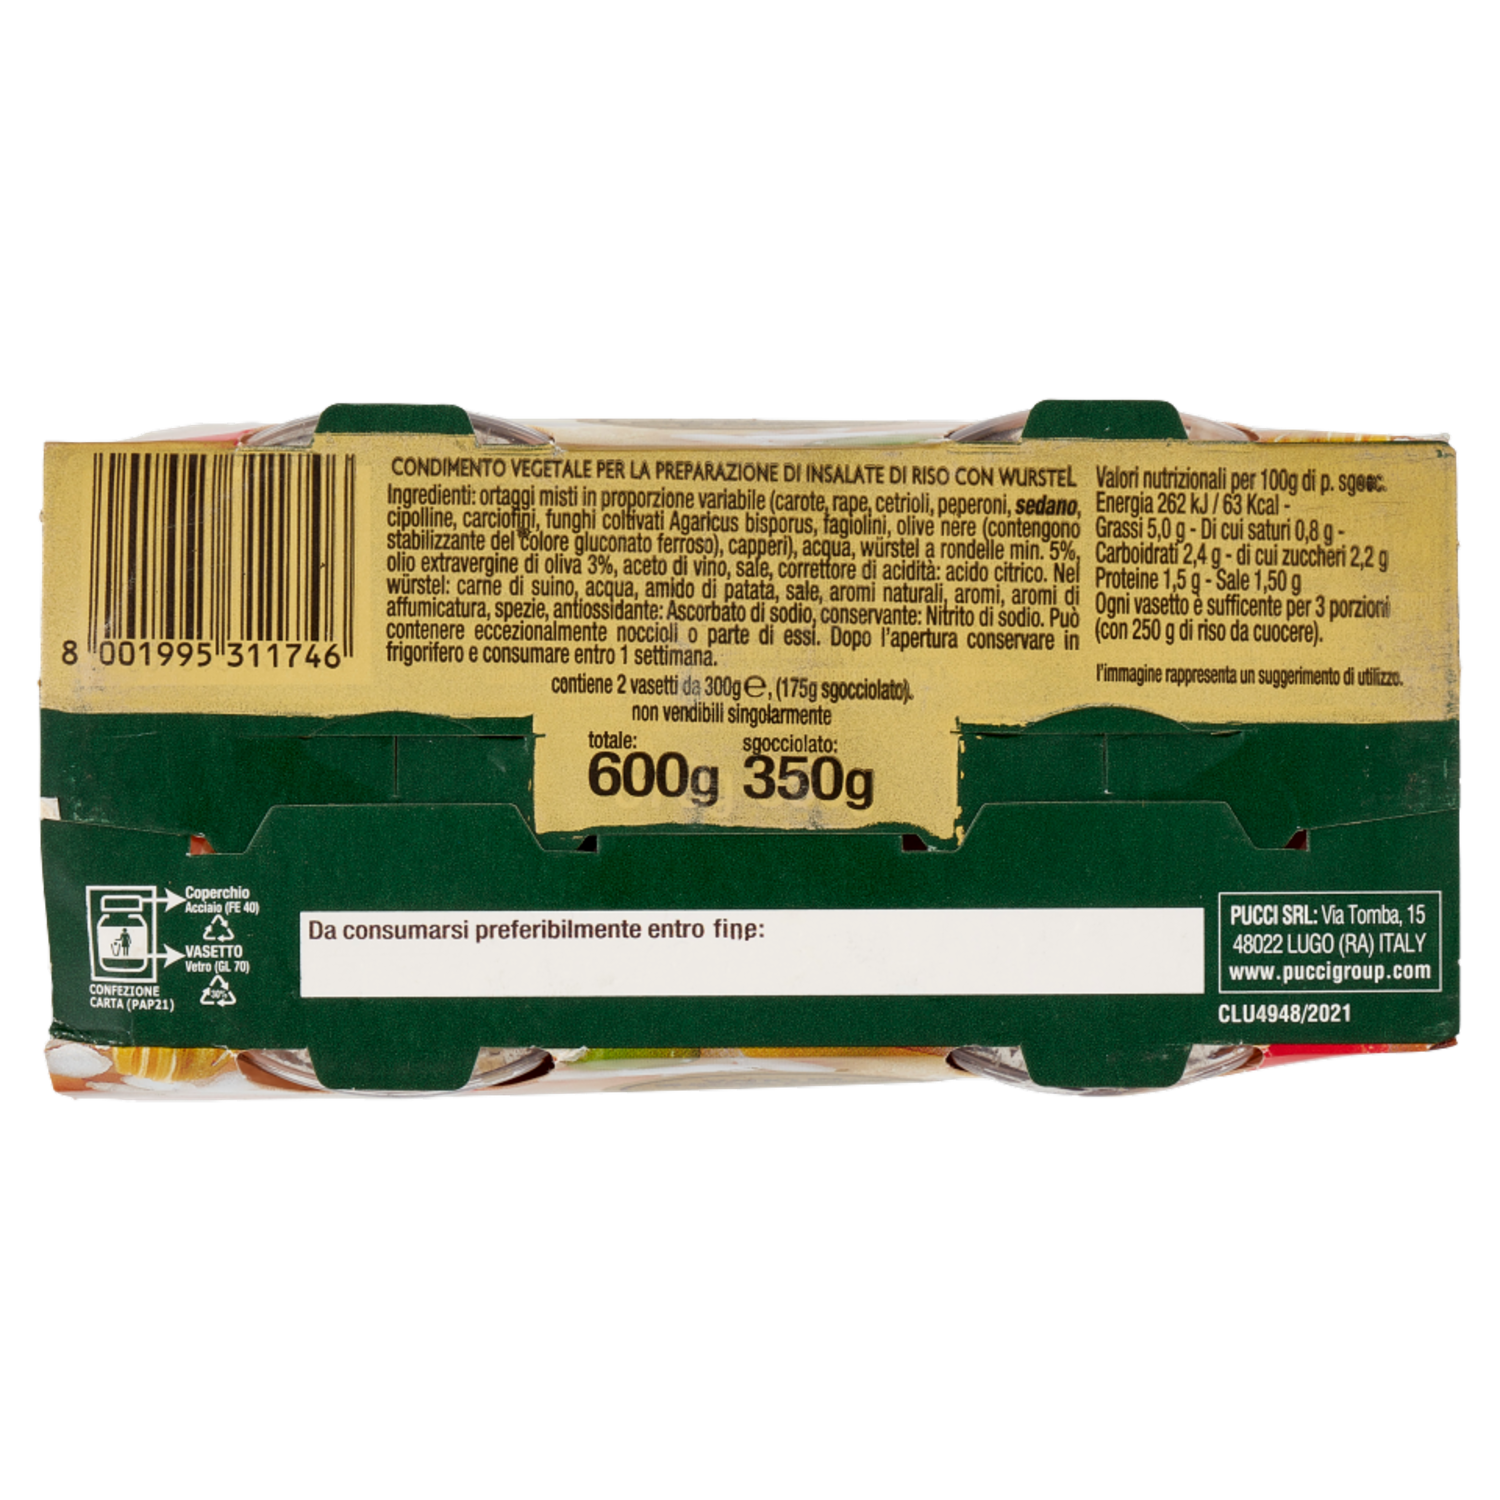 CONDIMENTO VEGETALE PER LA PREPARAZIONE DI INSALATE DI RISO CON WURSTEL
Ingredienti: ortaggi misti in proporzione variabile (carote, rape, cetrioli, peperoni, sedano,
cipolline, carciofini, funghi coltivati Agaricus bisporus, fagiolini, olive nere (contengono
stabilizzante del colore gluconato ferroso), capperi), acqua, würstel a rondelle min. 5%,
olio extravergine di oliva 3%, aceto di vino, sale, correttore di acidità: acido citrico. Nel
würstel: carne di suino, acqua, amido di patata, sale, aromi naturali, aromi, aromi di
affumicatura, spezie, antiossidante: Ascorbato di sodio, conservante: Nitrito di sodio. Può
contenere eccezionalmente noccioli o parte di essi. Dopo l'apertura conservare in
frigorifero e consumare entro 1 settimana.
contiene 2 vasetti da 300g℮, (175g sgocciolato).
non vendibili singolarmente
totale: sgocciolato:
600g 350g
Valori nutrizionali per 100g di p. sgocc.
Energia 262 kJ / 63 Kcal -
Grassi 5,0 g - Di cui saturi 0,8 g -
Carboidrati 2,4 g - di cui zuccheri 2,2 g
Proteine 1,5 g - Sale 1,50 g
Ogni vasetto è sufficente per 3 porzioni
(con 250 g di riso da cuocere).
l'immagine rappresenta un suggerimento di utilizzo.
8 001995 311746
Coperchio
Acciaio (FE 40)
VASETTO
Vetro (GL 70)
30%
CONFEZIONE
CARTA (PAP21)
Da consumarsi preferibilmente entro fine:
PUCCI SRL: Via Tomba, 15
48022 LUGO (RA) ITALY
www.puccigroup.com
CLU4948/2021